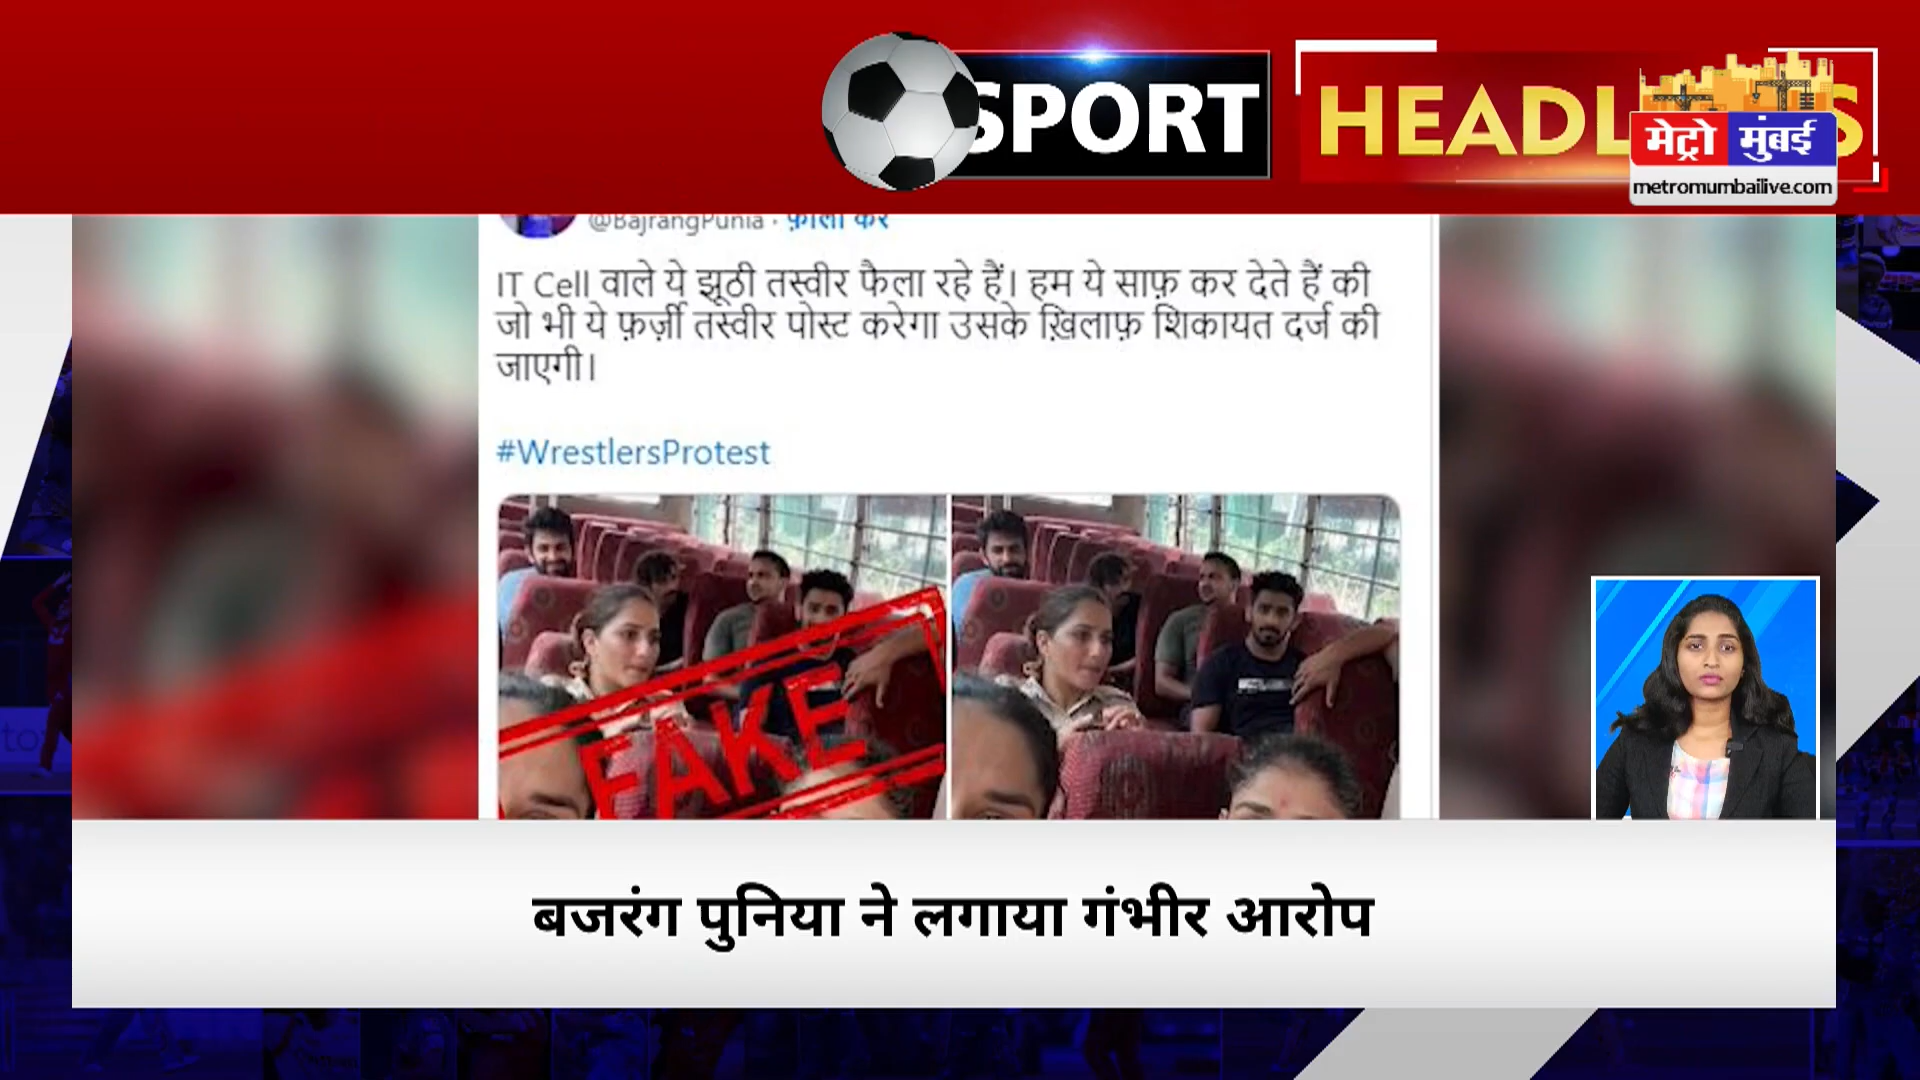 SPORT
HEADL
S
मेट्रो मुंबई
metromumbailive.com
@BajrangPunia · फ़ॉलो करें
IT Cell वाले ये झूठी तस्वीर फैला रहे हैं। हम ये साफ़ कर देते हैं की
जो भी ये फ़र्ज़ी तस्वीर पोस्ट करेगा उसके ख़िलाफ़ शिकायत दर्ज की
जाएगी।
#WrestlersProtest
FAKE
बजरंग पुनिया ने लगाया गंभीर आरोप